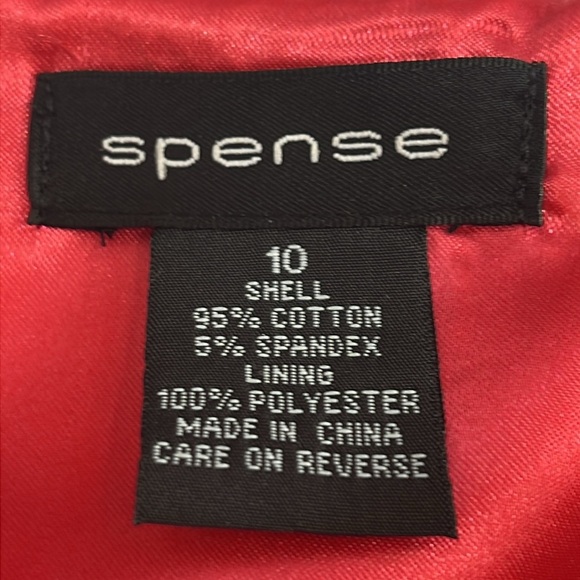 spense
10
SHELL
95% COTTON
5% SPANDEX
LINING
100% POLYESTER
MADE IN CHINA
CARE ON REVERSE